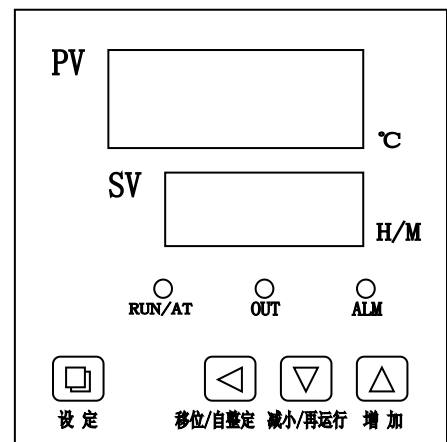 PV
℃
SV
H/M
RUN/AT OUT ALM
设 定 移位/自整定 减小/再运行 增 加